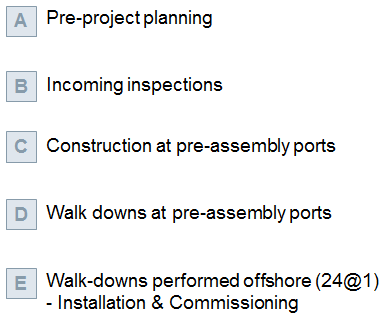 A Pre-project planning
B Incoming inspections
C Construction at pre-assembly ports
D Walk downs at pre-assembly ports
E Walk-downs performed offshore (24@1)
- Installation & Commissioning